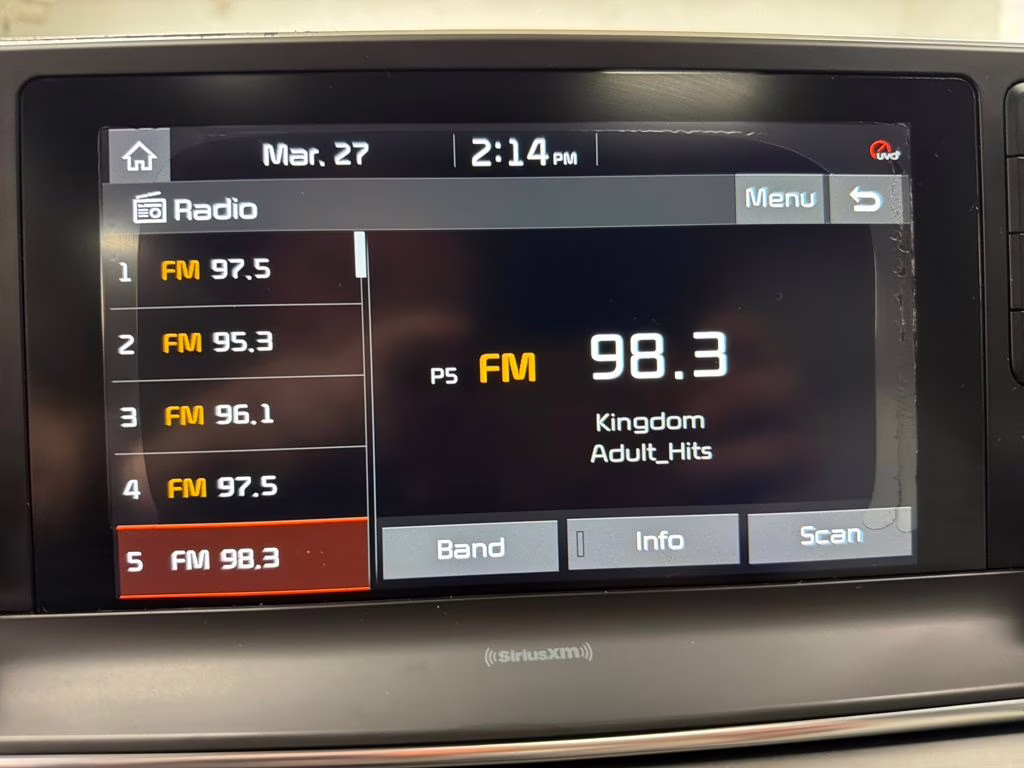 Mar. 27 2:14 PM UVO
Radio Menu
1 FM 97.5
2 FM 95.3
3 FM 96.1
4 FM 97.5
5 FM 98.3
P5 FM 98.3
Kingdom
Adult_Hits
Band Info Scan
((SiriusXM))